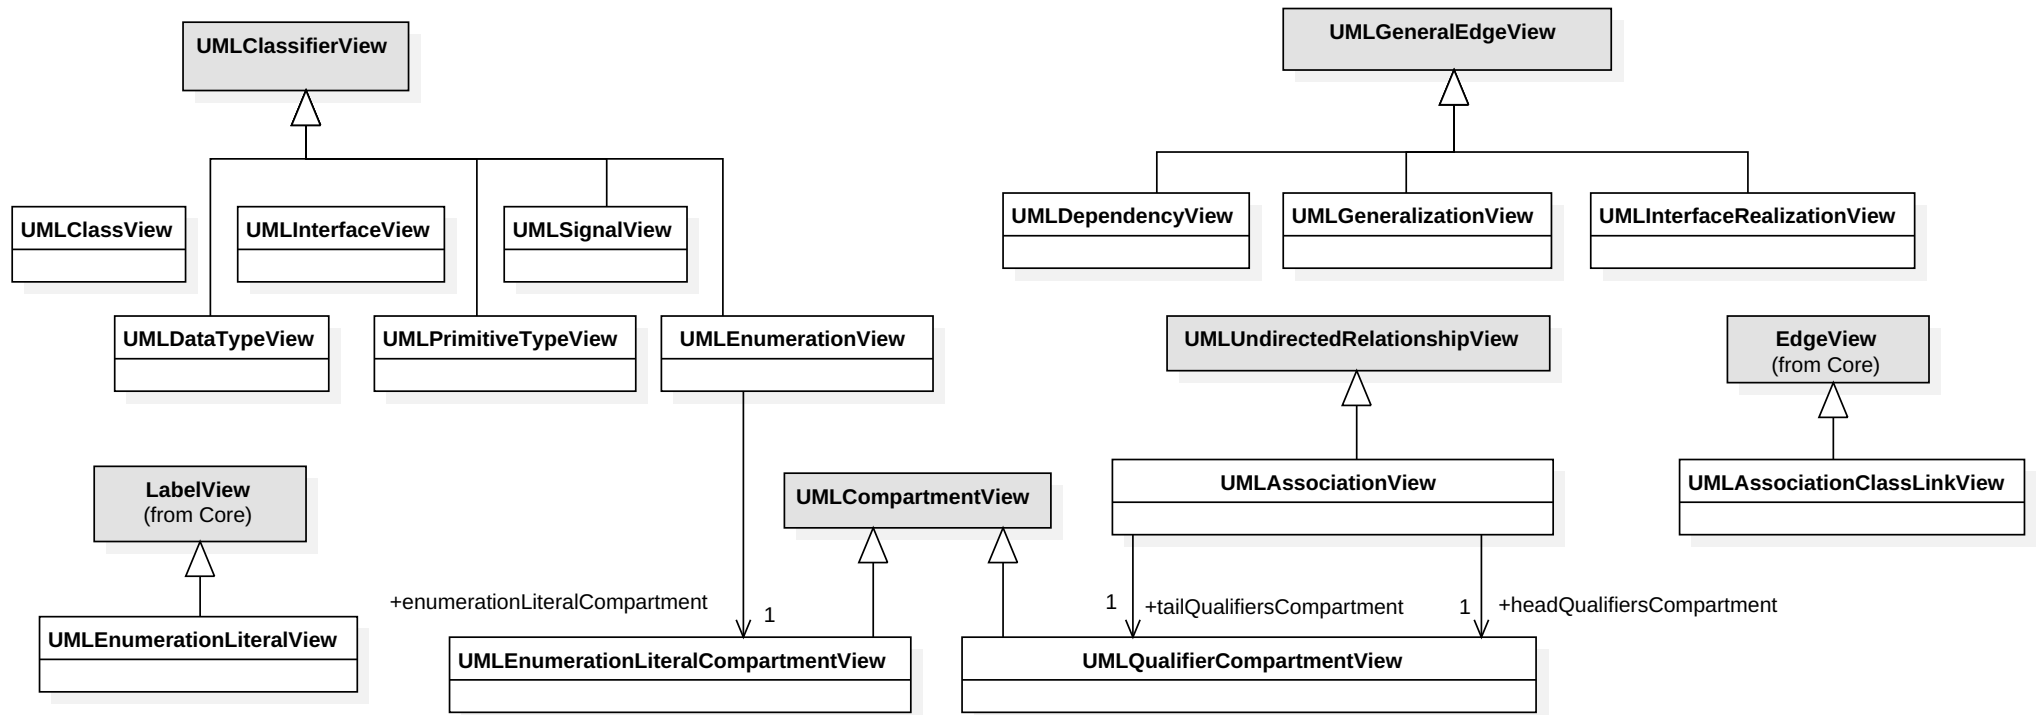 UMLClassifierView
UMLGeneralEdgeView
UMLClassView
UMLInterfaceView
UMLSignalView
UMLDependencyView
UMLGeneralizationView
UMLInterfaceRealizationView
UMLDataTypeView
UMLPrimitiveTypeView
UMLEnumerationView
UMLUndirectedRelationshipView
EdgeView
(from Core)
LabelView
(from Core)
UMLCompartmentView
UMLAssociationView
UMLAssociationClassLinkView
+enumerationLiteralCompartment
1
1
+tailQualifiersCompartment
1
+headQualifiersCompartment
UMLEnumerationLiteralView
UMLEnumerationLiteralCompartmentView
UMLQualifierCompartmentView